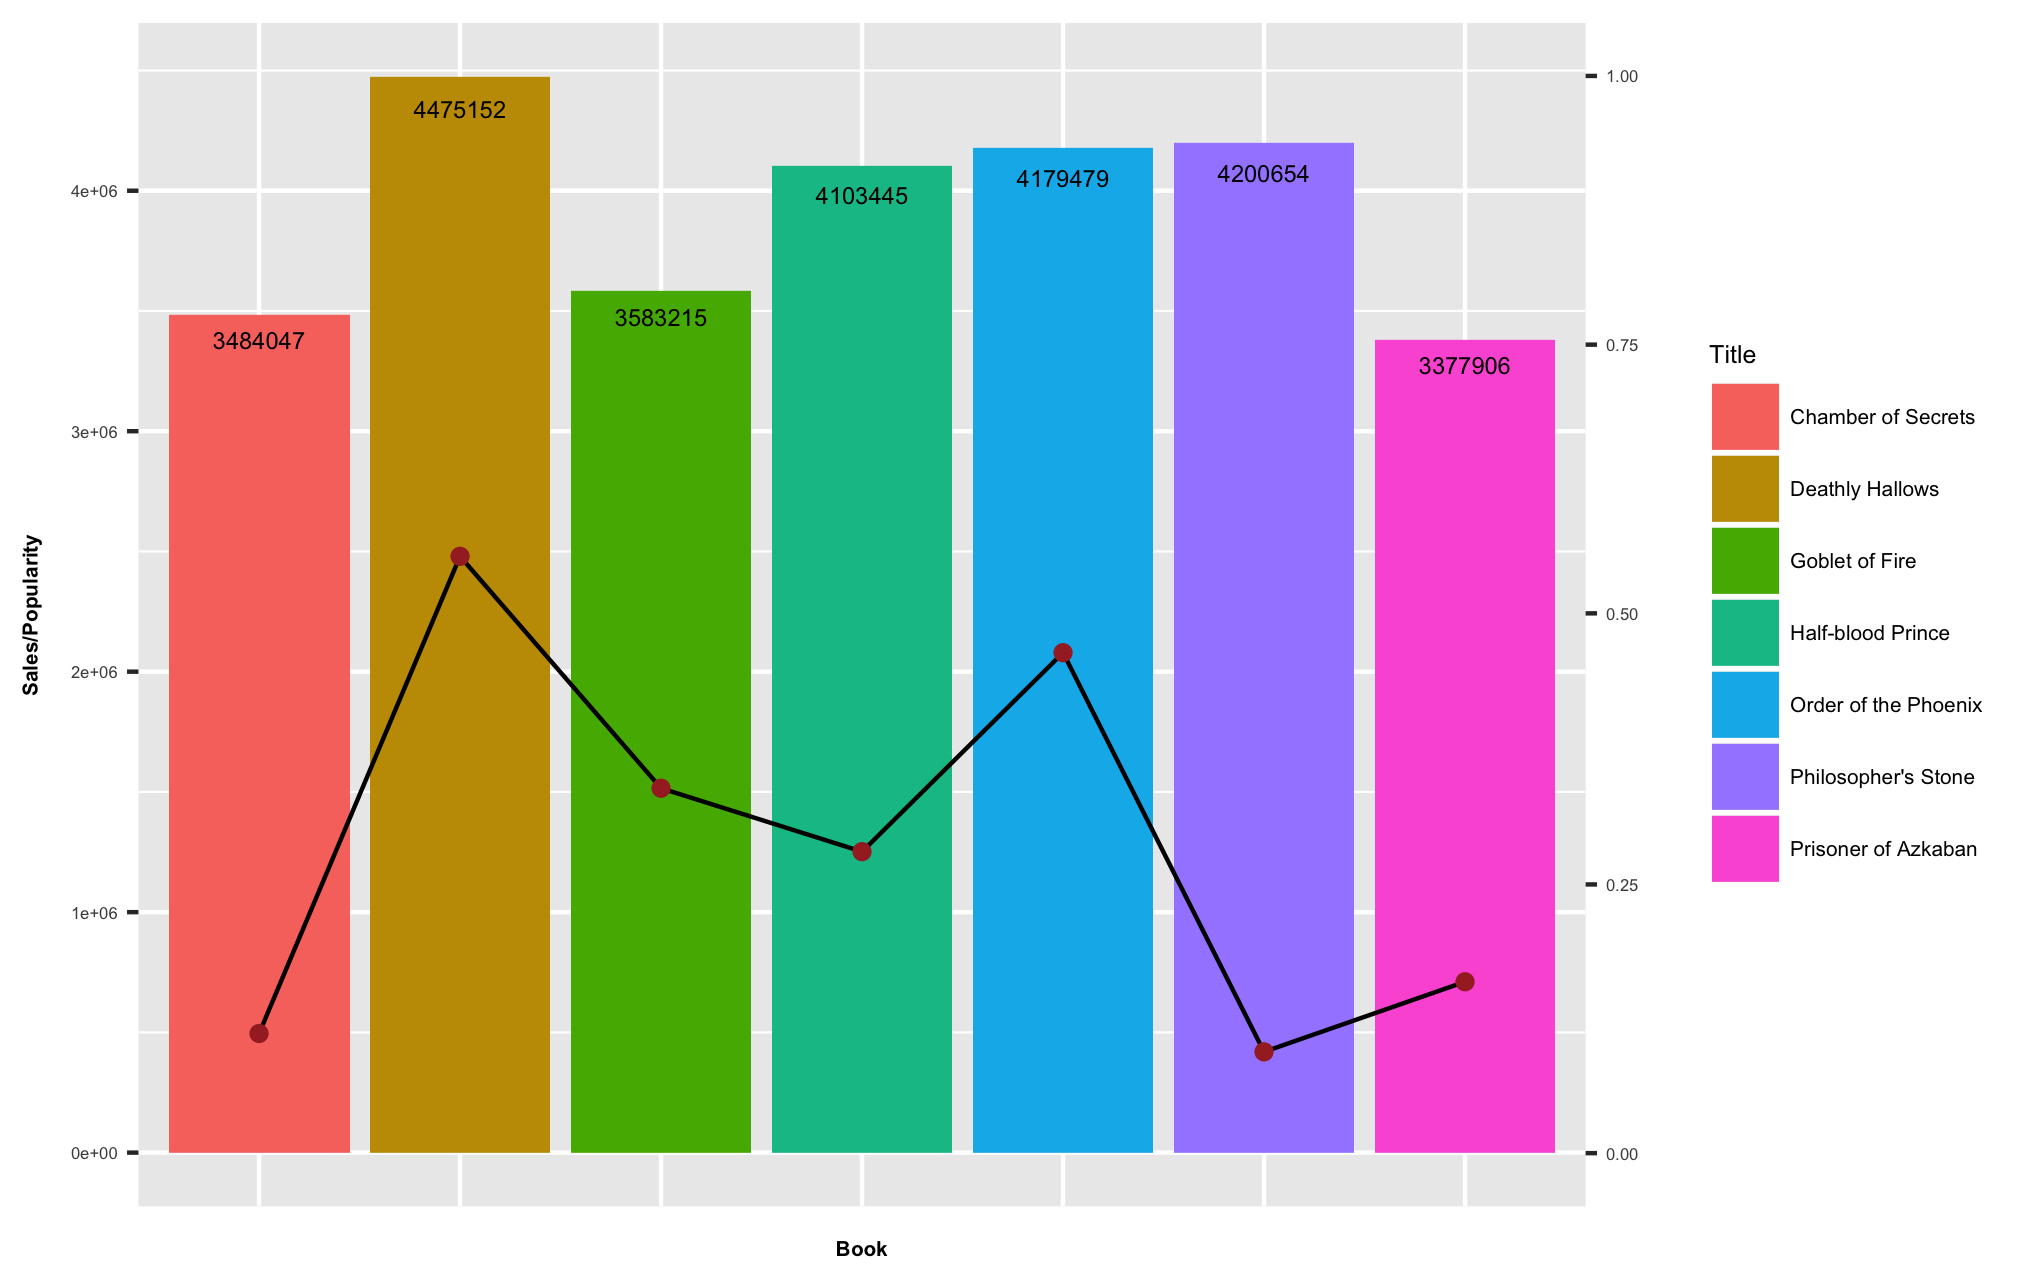 4475152
4200654
4179479
4103445
3583215
3484047
3377906
4e+06
3e+06
2e+06
1e+06
0e+00
1.00
0.75
0.50
0.25
0.00
Sales/Popularity
Book
Title
Chamber of Secrets
Deathly Hallows
Goblet of Fire
Half-blood Prince
Order of the Phoenix
Philosopher's Stone
Prisoner of Azkaban